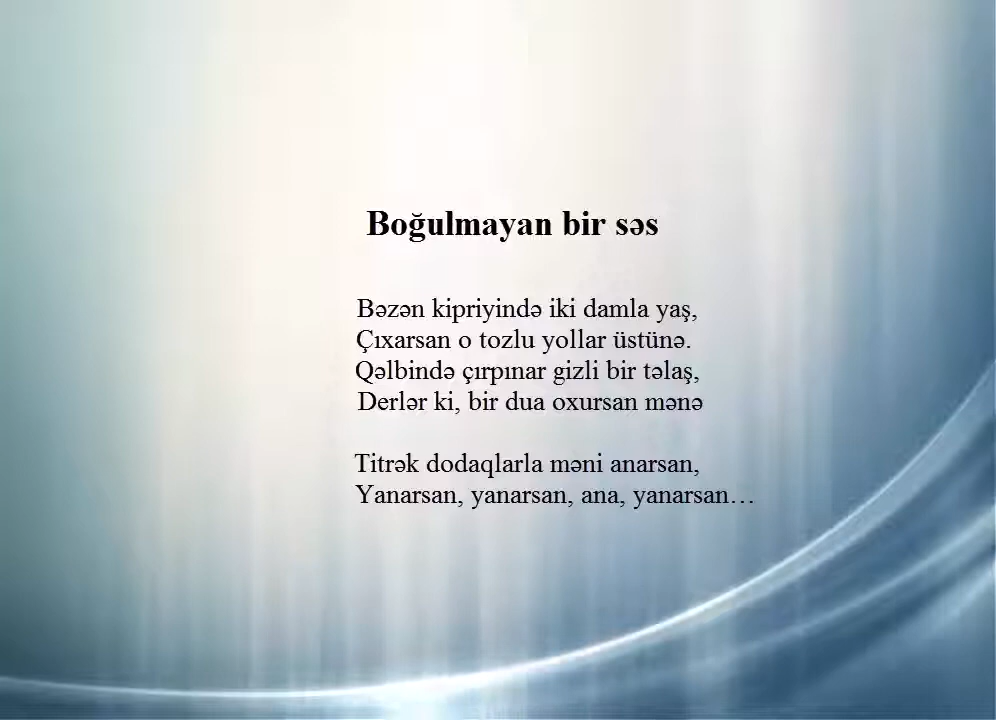 Boğulmayan bir səs
Bəzən kipriyində iki damla yaş,
Çıxarsan o tozlu yollar üstünə.
Qəlbində çırpınar gizli bir təlaş,
Derlər ki, bir dua oxursan mənə
Titrək dodaqlarla məni anarsan,
Yanarsan, yanarsan, ana, yanarsan…